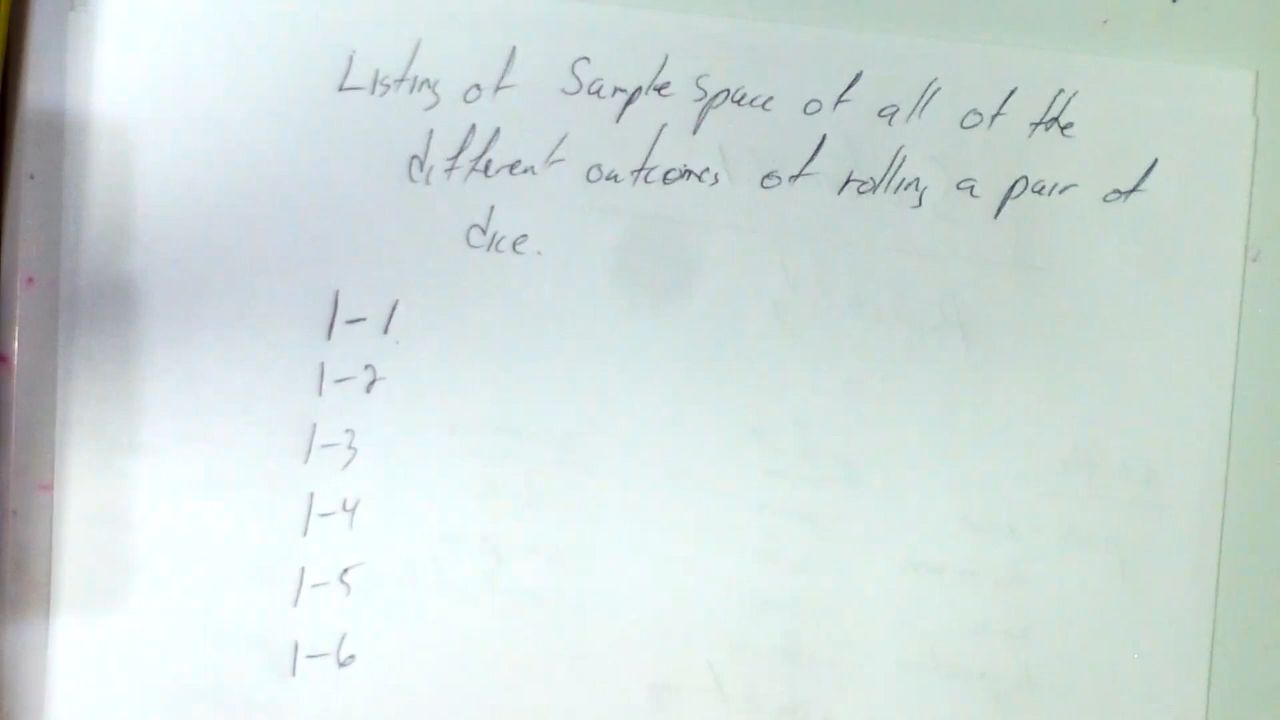 Listing of Sample Space of all of the
different outcomes of rolling a pair of
dice.
1-1
1-2
1-3
1-4
1-5
1-6